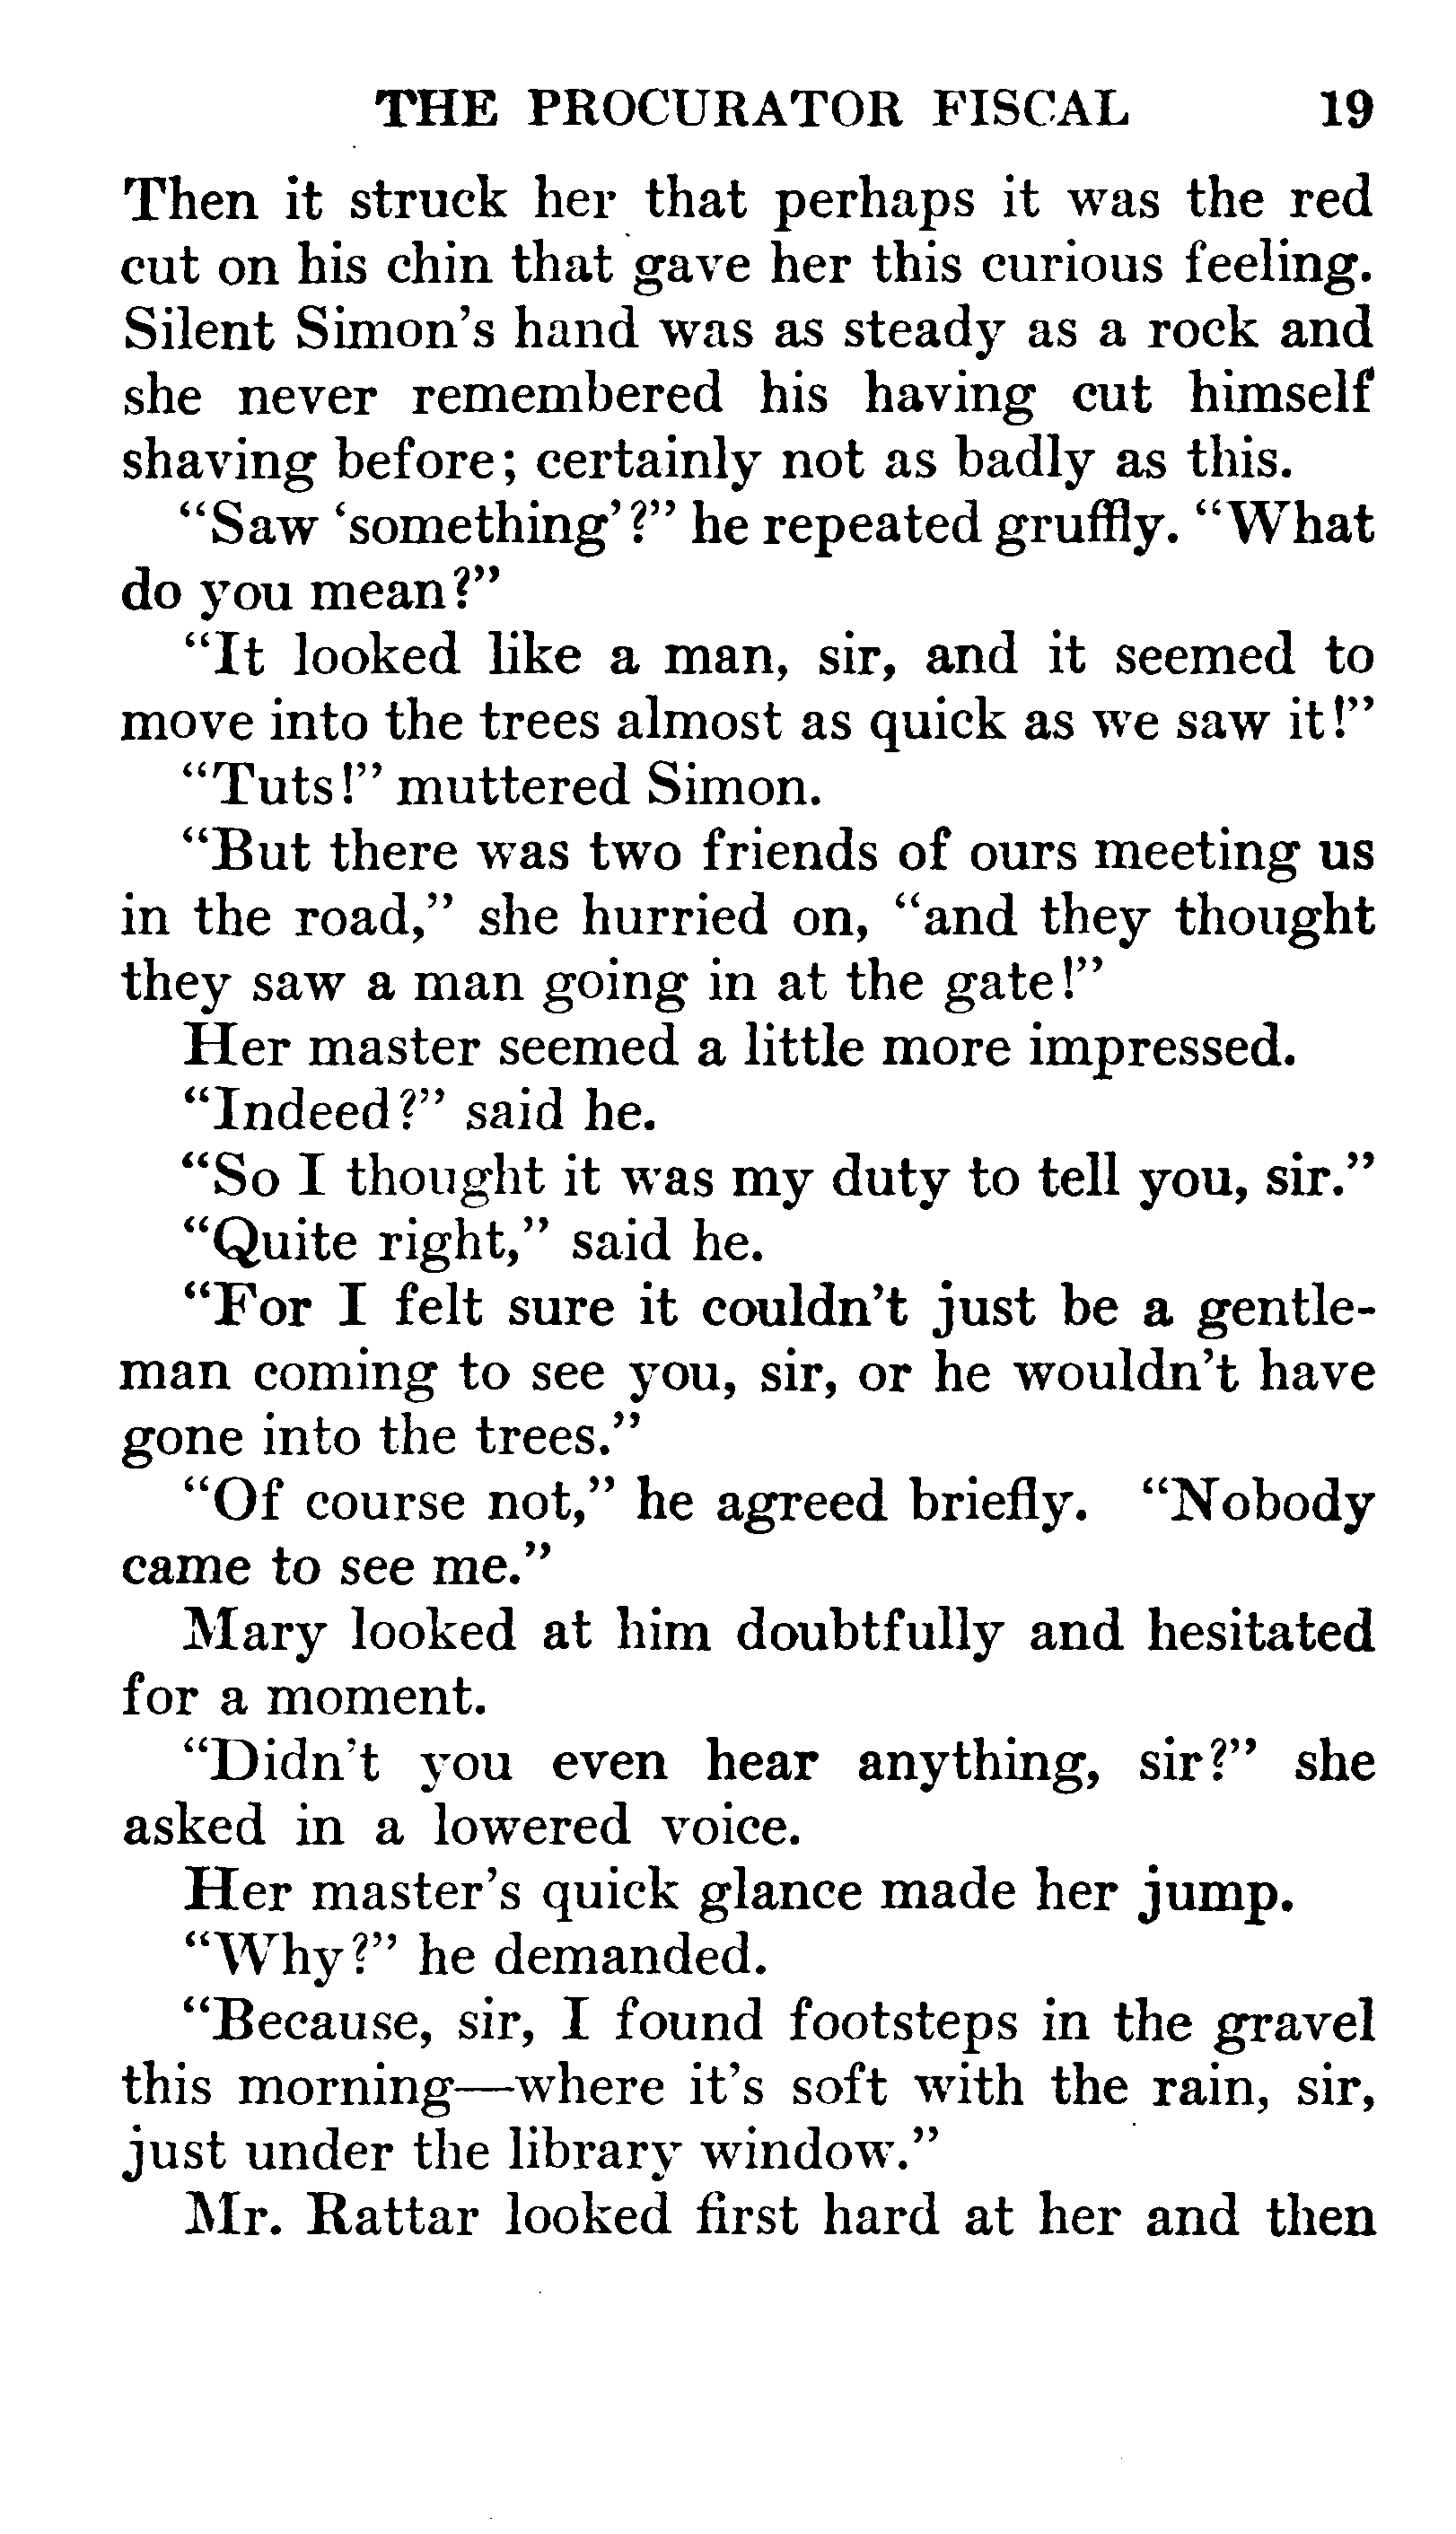 THE PROCURATOR FISCAL 19
Then it struck her that perhaps it was the red
cut on his chin that gave her this curious feeling.
Silent Simon's hand was as steady as a rock and
she never remembered his having cut himself
shaving before; certainly not as badly as this.
“Saw ‘something’?” he repeated gruffly. “What
do you mean?”
“It looked like a man, sir, and it seemed to
move into the trees almost as quick as we saw it!”
“Tuts!” muttered Simon.
“But there was two friends of ours meeting us
in the road,” she hurried on, “and they thought
they saw a man going in at the gate!”
Her master seemed a little more impressed.
“Indeed?” said he.
“So I thought it was my duty to tell you, sir.”
“Quite right,” said he.
“For I felt sure it couldn't just be a gentle-
man coming to see you, sir, or he wouldn't have
gone into the trees.”
“Of course not,” he agreed briefly. “Nobody
came to see me.”
Mary looked at him doubtfully and hesitated
for a moment.
“Didn't you even hear anything, sir?” she
asked in a lowered voice.
Her master's quick glance made her jump.
“Why?” he demanded.
“Because, sir, I found footsteps in the gravel
this morning—where it's soft with the rain, sir,
just under the library window.”
Mr. Rattar looked first hard at her and then